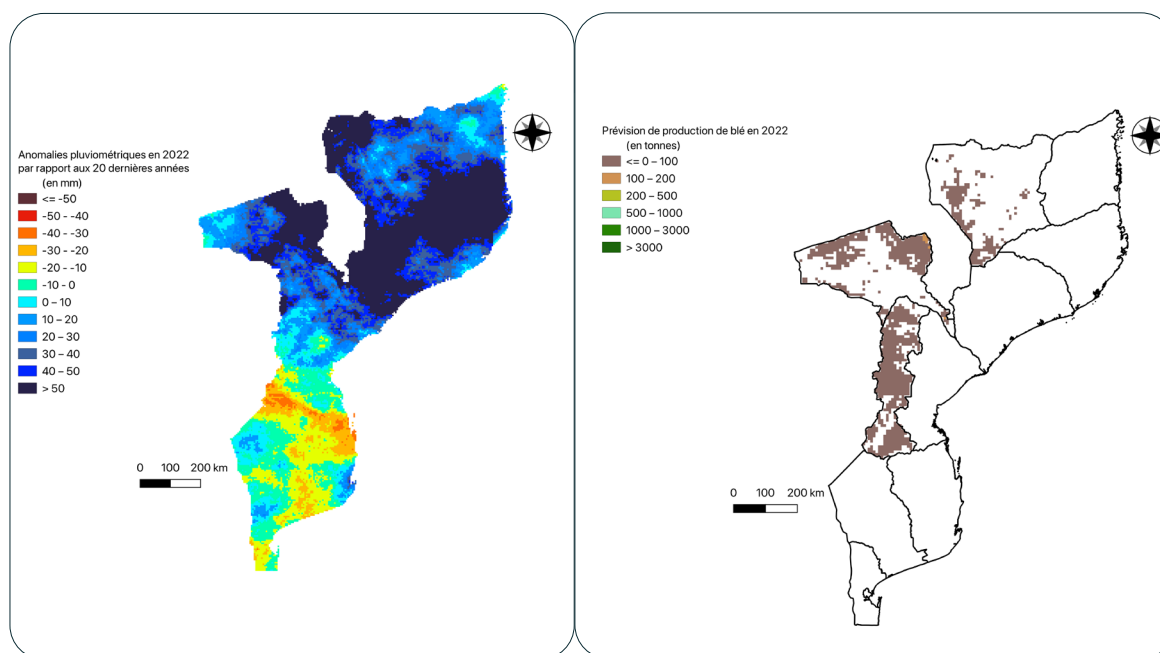 Anomalies pluviométriques en 2022
par rapport aux 20 dernières années
(en mm)
<= -50
-50 - -40
-40 - -30
-30 - -20
-20 - -10
-10 - 0
0 – 10
10 – 20
20 – 30
30 – 40
40 – 50
> 50
0 100 200 km
Prévision de production de blé en 2022
(en tonnes)
<= 0 – 100
100 – 200
200 – 500
500 – 1000
1000 – 3000
> 3000
0 100 200 km